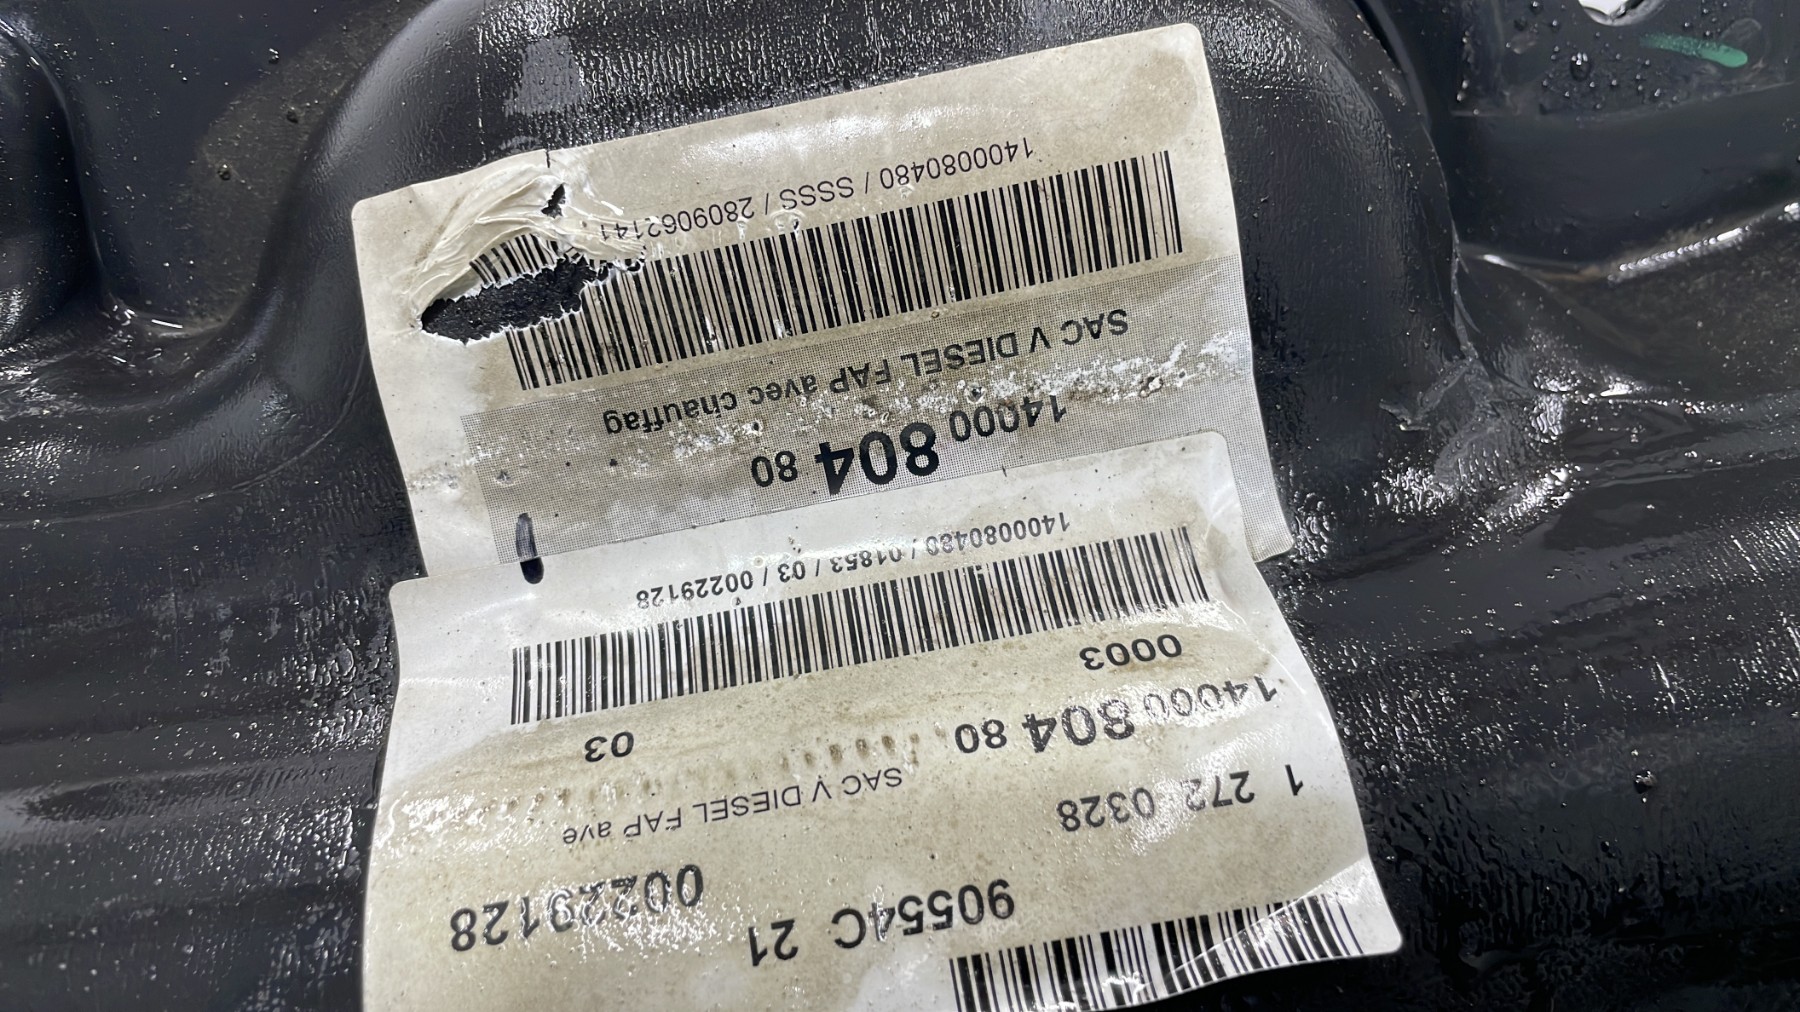 90554C 21 00229128
1 272 0328
SAC V DIESEL FAP ave
14000 804 80
03
0003
1400080480 / 01853 / 03 / 00229128
14000 804 80
SAC V DIESEL FAP avec chauffag
1400080480 / SSSS / 2809062141